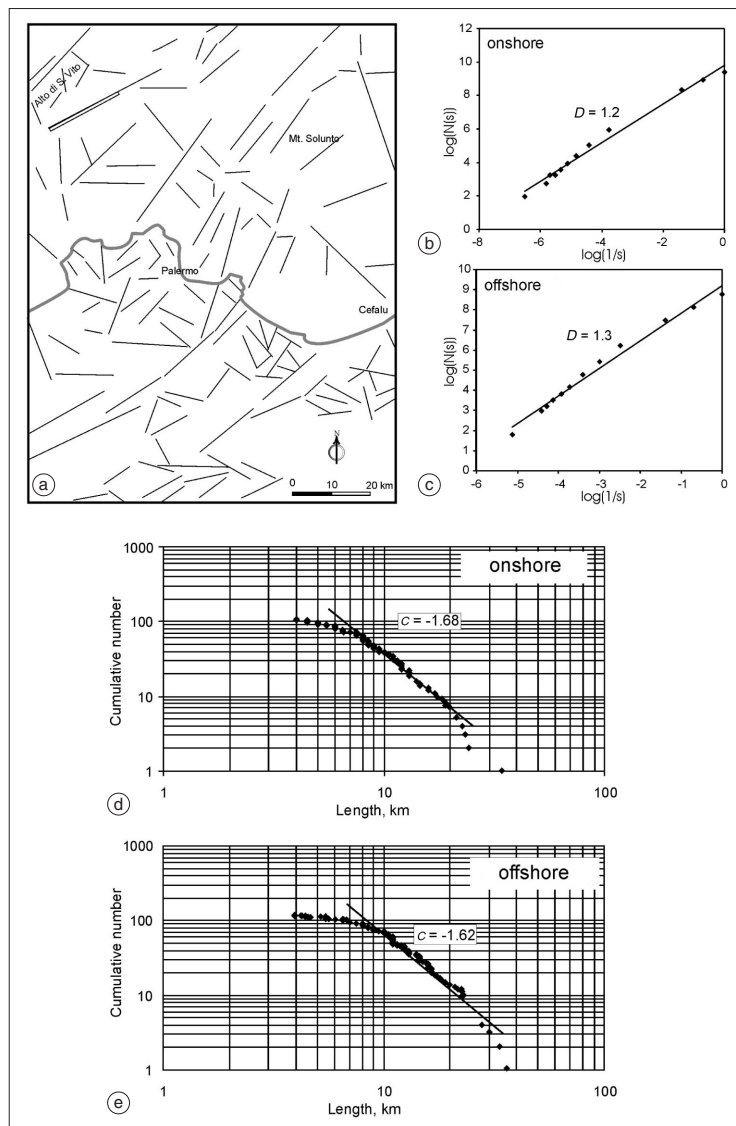 Alto di S. Vito
Mt. Solunto
Palermo
Cefalu
N
0 10 20 km
a
onshore
12
10
8
6
4
2
0
log(N(s)
D = 1.2
-8 -6 -4 -2 0
log(1/s)
b
offshore
10
9
8
7
6
5
4
3
2
1
0
log(N(s)
D = 1.3
-6 -5 -4 -3 -2 -1 0
log(1/s)
c
onshore
1000
100
10
1
Cumulative number
C = -1.68
1 10 100
Length, km
d
offshore
1000
100
10
1
Cumulative number
C = -1.62
1 10 100
Length, km
e